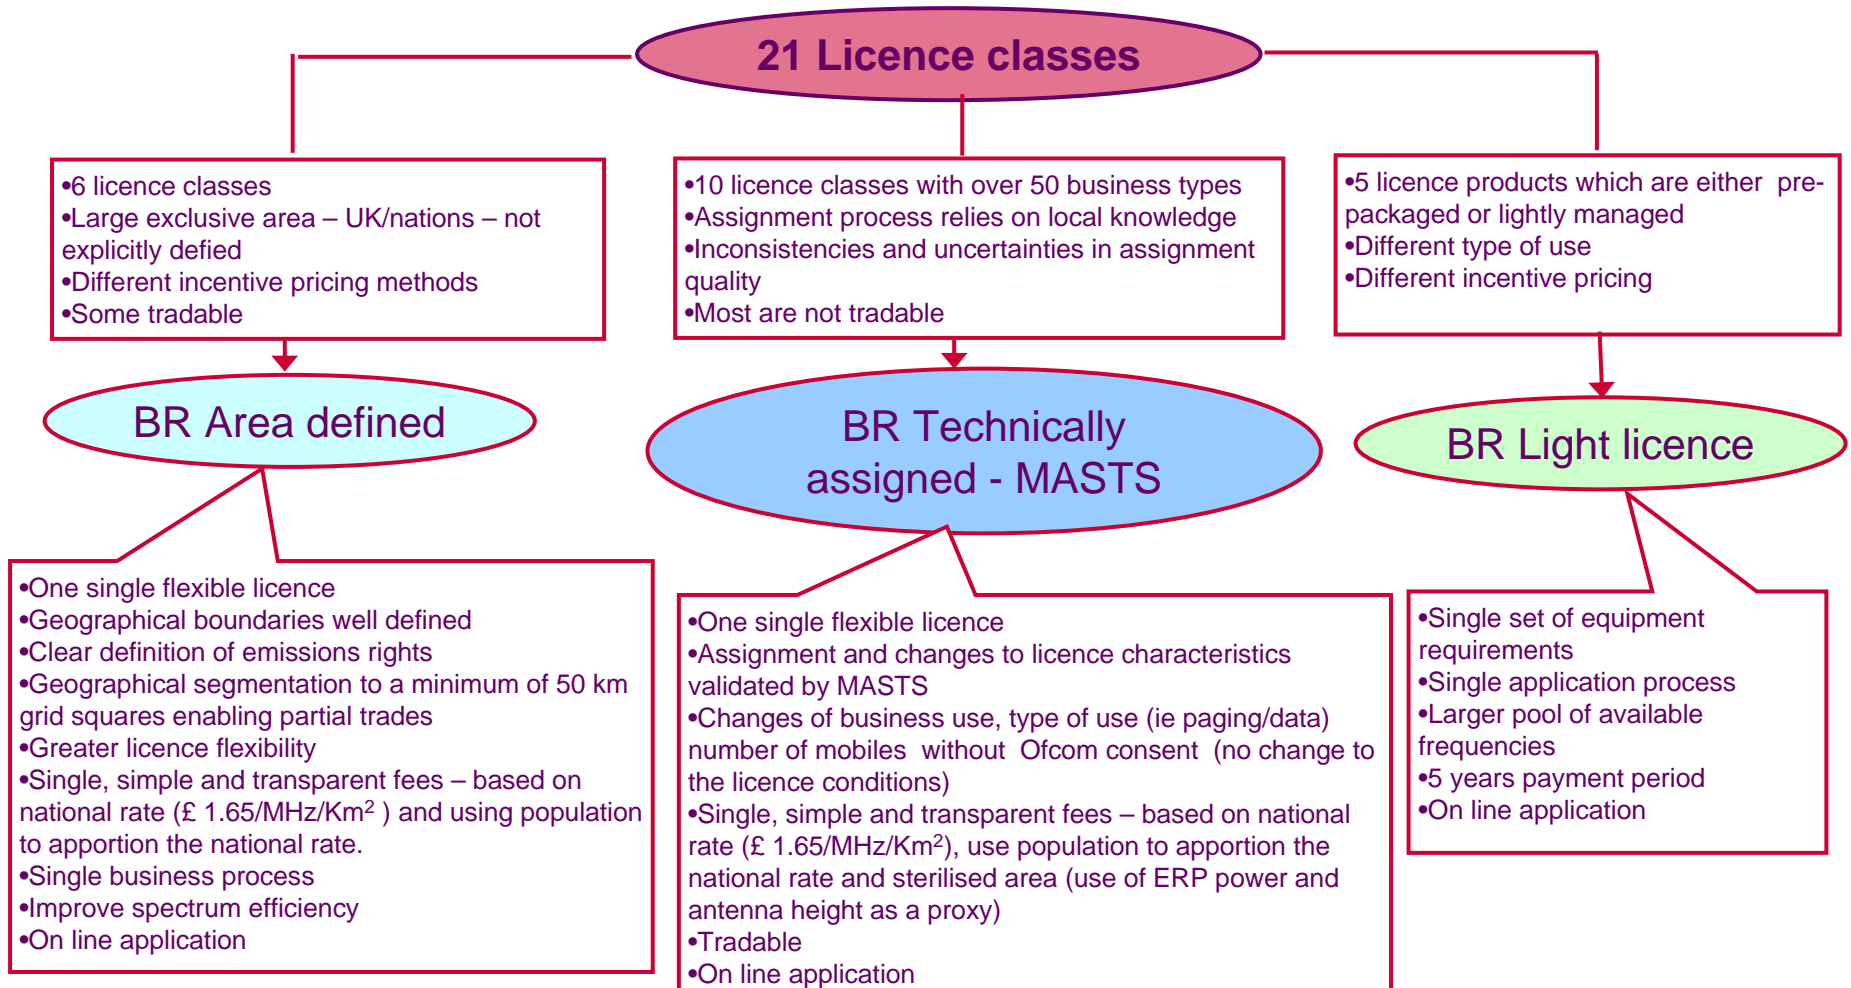 21 Licence classes
•6 licence classes
•Large exclusive area – UK/nations – not
explicitly defied
•Different incentive pricing methods
•Some tradable
•10 licence classes with over 50 business types
•Assignment process relies on local knowledge
•Inconsistencies and uncertainties in assignment
quality
•Most are not tradable
•5 licence products which are either pre-
packaged or lightly managed
•Different type of use
•Different incentive pricing
BR Area defined
BR Technically
assigned - MASTS
BR Light licence
•One single flexible licence
•Geographical boundaries well defined
•Clear definition of emissions rights
•Geographical segmentation to a minimum of 50 km
grid squares enabling partial trades
•Greater licence flexibility
•Single, simple and transparent fees – based on
national rate (£ 1.65/MHz/Km² ) and using population
to apportion the national rate.
•Single business process
•Improve spectrum efficiency
•On line application
•One single flexible licence
•Assignment and changes to licence characteristics
validated by MASTS
•Changes of business use, type of use (ie paging/data)
number of mobiles without Ofcom consent (no change to
the licence conditions)
•Single, simple and transparent fees – based on national
rate (£ 1.65/MHz/Km²), use population to apportion the
national rate and sterilised area (use of ERP power and
antenna height as a proxy)
•Tradable
•On line application
•Single set of equipment
requirements
•Single application process
•Larger pool of available
frequencies
•5 years payment period
•On line application